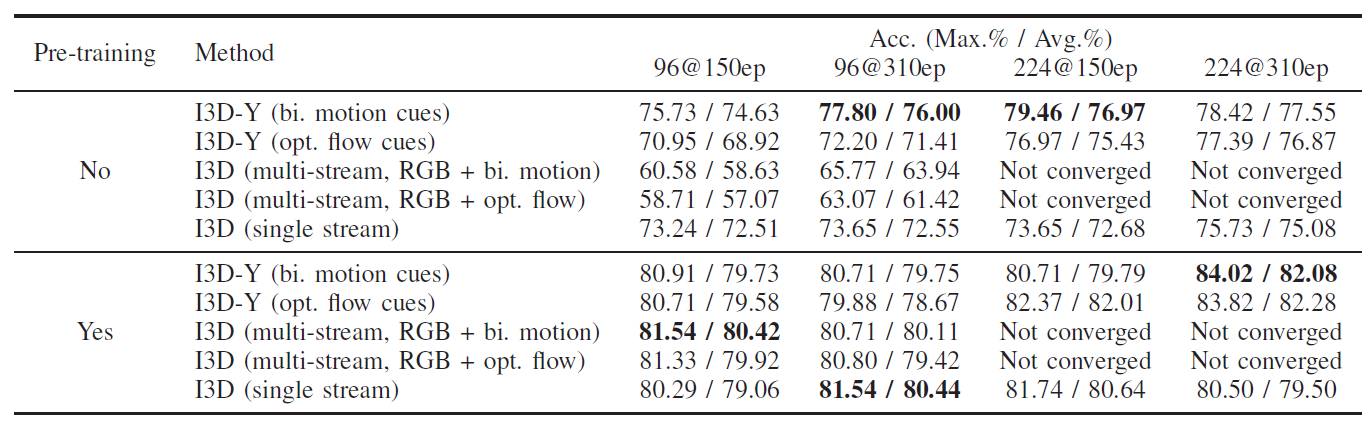 Acc. (Max.% / Avg.%)
Pre-training Method 96@150ep 96@310ep 224@150ep 224@310ep
I3D-Y (bi. motion cues) 75.73 / 74.63 77.80 / 76.00 79.46 / 76.97 78.42 / 77.55
I3D-Y (opt. flow cues) 70.95 / 68.92 72.20 / 71.41 76.97 / 75.43 77.39 / 76.87
No I3D (multi-stream, RGB + bi. motion) 60.58 / 58.63 65.77 / 63.94 Not converged Not converged
I3D (multi-stream, RGB + opt. flow) 58.71 / 57.07 63.07 / 61.42 Not converged Not converged
I3D (single stream) 73.24 / 72.51 73.65 / 72.55 73.65 / 72.68 75.73 / 75.08
I3D-Y (bi. motion cues) 80.91 / 79.73 80.71 / 79.75 80.71 / 79.79 84.02 / 82.08
I3D-Y (opt. flow cues) 80.71 / 79.58 79.88 / 78.67 82.37 / 82.01 83.82 / 82.28
Yes I3D (multi-stream, RGB + bi. motion) 81.54 / 80.42 80.71 / 80.11 Not converged Not converged
I3D (multi-stream, RGB + opt. flow) 81.33 / 79.92 80.80 / 79.42 Not converged Not converged
I3D (single stream) 80.29 / 79.06 81.54 / 80.44 81.74 / 80.64 80.50 / 79.50